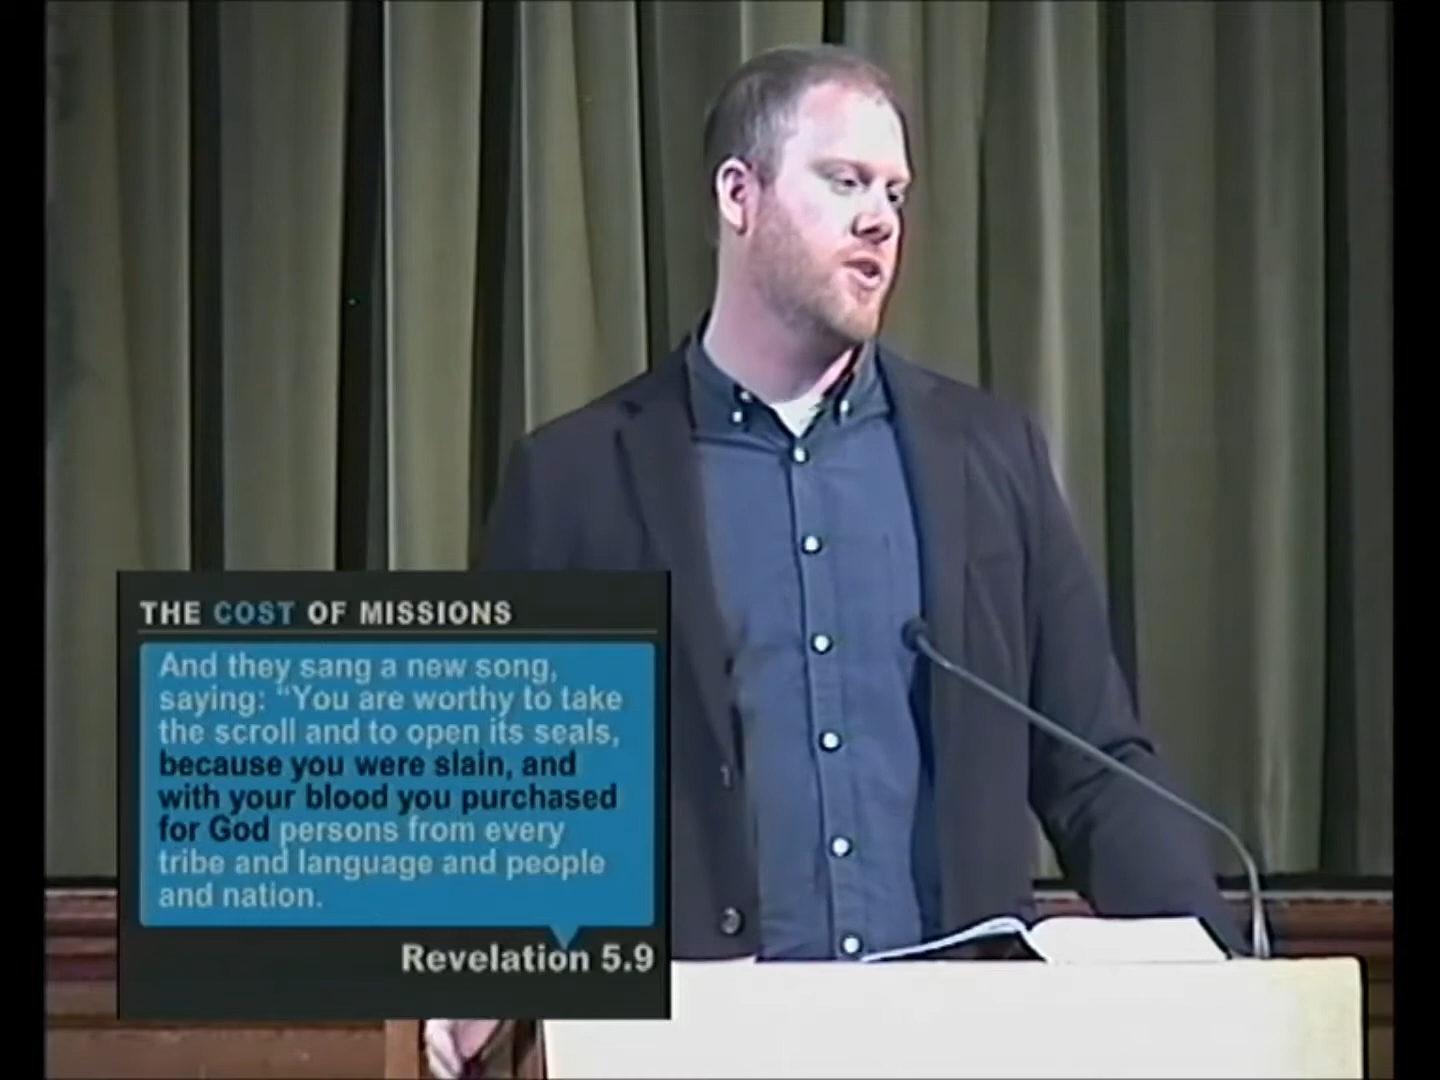 THE COST OF MISSIONS
And they sang a new song,
saying: “You are worthy to take
the scroll and to open its seals,
because you were slain, and
with your blood you purchased
for God persons from every
tribe and language and people
and nation.
Revelation 5.9